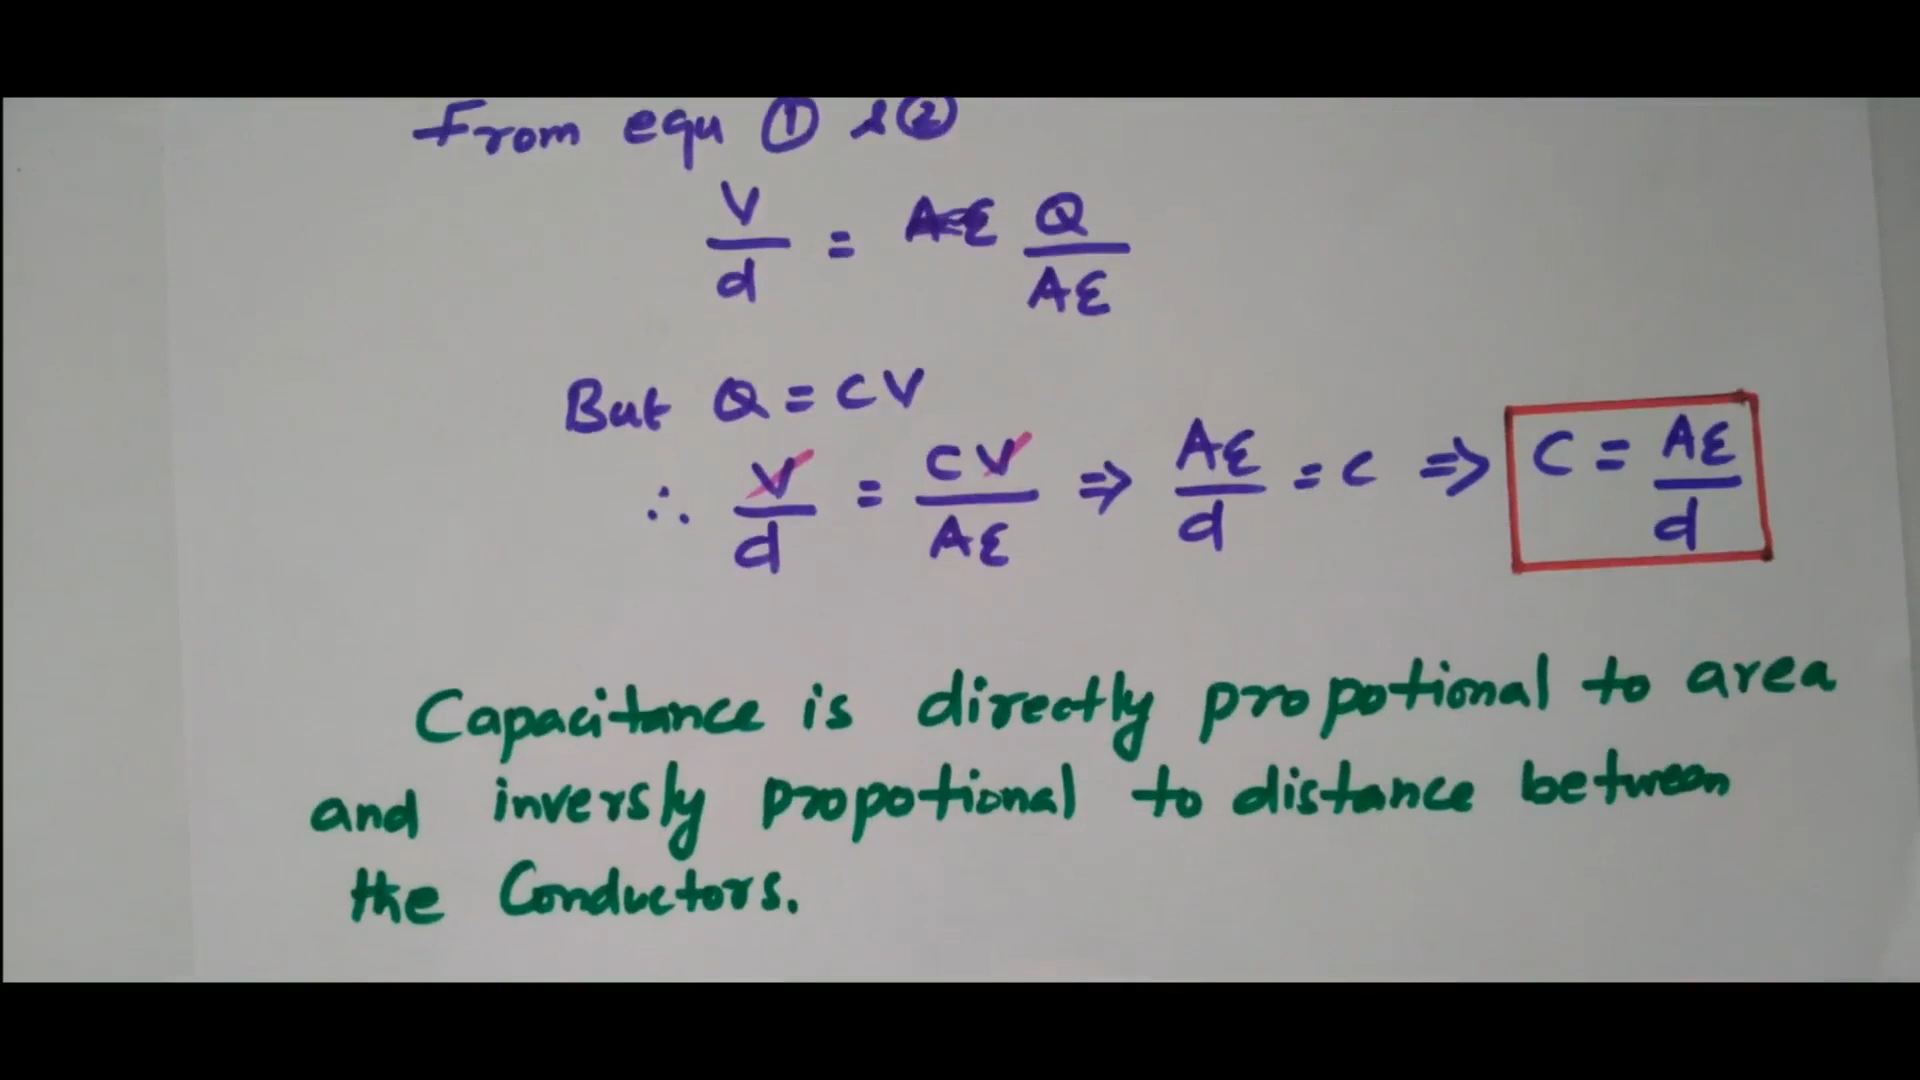 From equ ① & ②
V/d = Q/Aε
But Q = CV
∴ V/d = CV/Aε ⇒ Aε/d = C ⇒ C = Aε/d
Capacitance is directly propotional to area
and inversly propotional to distance between
the Conductors.